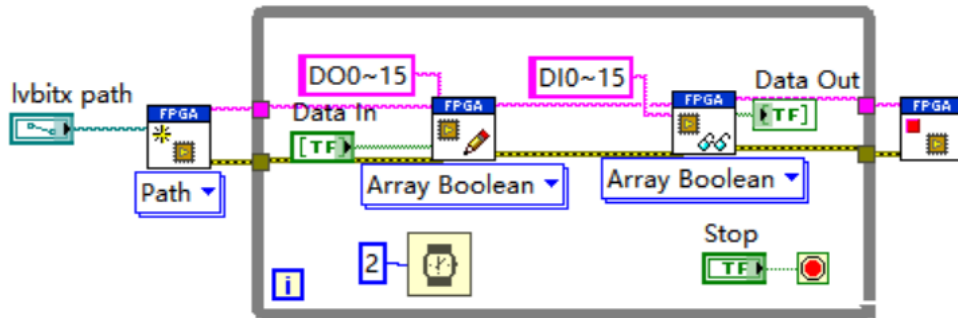 lvbitx path
FPGA
Path
DO0~15
Data In
TF
FPGA
Array Boolean
DI0~15
FPGA
Data Out
TF
Array Boolean
FPGA
2
i
Stop
TF